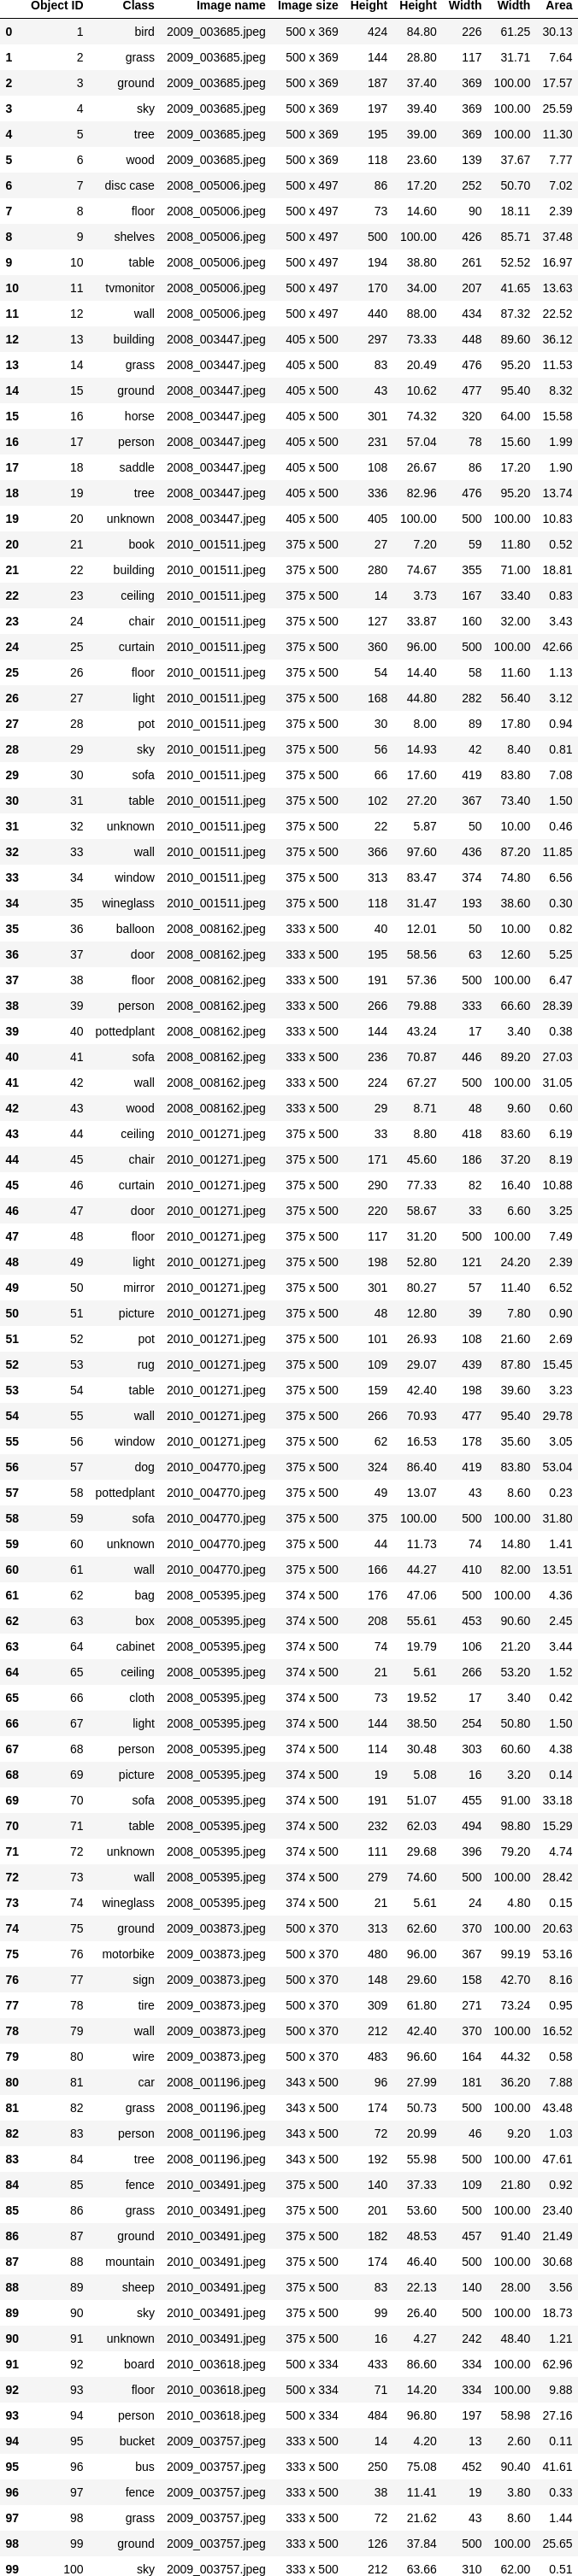 Object ID Class Image name Image size Height Height Width Width Area
0 1 bird 2009_003685.jpeg 500 x 369 424 84.80 226 61.25 30.13
1 2 grass 2009_003685.jpeg 500 x 369 144 28.80 117 31.71 7.64
2 3 ground 2009_003685.jpeg 500 x 369 187 37.40 369 100.00 17.57
3 4 sky 2009_003685.jpeg 500 x 369 197 39.40 369 100.00 25.59
4 5 tree 2009_003685.jpeg 500 x 369 195 39.00 369 100.00 11.30
5 6 wood 2009_003685.jpeg 500 x 369 118 23.60 139 37.67 7.77
6 7 disc case 2008_005006.jpeg 500 x 497 86 17.20 252 50.70 7.02
7 8 floor 2008_005006.jpeg 500 x 497 73 14.60 90 18.11 2.39
8 9 shelves 2008_005006.jpeg 500 x 497 500 100.00 426 85.71 37.48
9 10 table 2008_005006.jpeg 500 x 497 194 38.80 261 52.52 16.97
10 11 tvmonitor 2008_005006.jpeg 500 x 497 170 34.00 207 41.65 13.63
11 12 wall 2008_005006.jpeg 500 x 497 440 88.00 434 87.32 22.52
12 13 building 2008_003447.jpeg 405 x 500 297 73.33 448 89.60 36.12
13 14 grass 2008_003447.jpeg 405 x 500 83 20.49 476 95.20 11.53
14 15 ground 2008_003447.jpeg 405 x 500 43 10.62 477 95.40 8.32
15 16 horse 2008_003447.jpeg 405 x 500 301 74.32 320 64.00 15.58
16 17 person 2008_003447.jpeg 405 x 500 231 57.04 78 15.60 1.99
17 18 saddle 2008_003447.jpeg 405 x 500 108 26.67 86 17.20 1.90
18 19 tree 2008_003447.jpeg 405 x 500 336 82.96 476 95.20 13.74
19 20 unknown 2008_003447.jpeg 405 x 500 405 100.00 500 100.00 10.83
20 21 book 2010_001511.jpeg 375 x 500 27 7.20 59 11.80 0.52
21 22 building 2010_001511.jpeg 375 x 500 280 74.67 355 71.00 18.81
22 23 ceiling 2010_001511.jpeg 375 x 500 14 3.73 167 33.40 0.83
23 24 chair 2010_001511.jpeg 375 x 500 127 33.87 160 32.00 3.43
24 25 curtain 2010_001511.jpeg 375 x 500 360 96.00 500 100.00 42.66
25 26 floor 2010_001511.jpeg 375 x 500 54 14.40 58 11.60 1.13
26 27 light 2010_001511.jpeg 375 x 500 168 44.80 282 56.40 3.12
27 28 pot 2010_001511.jpeg 375 x 500 30 8.00 89 17.80 0.94
28 29 sky 2010_001511.jpeg 375 x 500 56 14.93 42 8.40 0.81
29 30 sofa 2010_001511.jpeg 375 x 500 66 17.60 419 83.80 7.08
30 31 table 2010_001511.jpeg 375 x 500 102 27.20 367 73.40 1.50
31 32 unknown 2010_001511.jpeg 375 x 500 22 5.87 50 10.00 0.46
32 33 wall 2010_001511.jpeg 375 x 500 366 97.60 436 87.20 11.85
33 34 window 2010_001511.jpeg 375 x 500 313 83.47 374 74.80 6.56
34 35 wineglass 2010_001511.jpeg 375 x 500 118 31.47 193 38.60 0.30
35 36 balloon 2008_008162.jpeg 333 x 500 40 12.01 50 10.00 0.82
36 37 door 2008_008162.jpeg 333 x 500 195 58.56 63 12.60 5.25
37 38 floor 2008_008162.jpeg 333 x 500 191 57.36 500 100.00 6.47
38 39 person 2008_008162.jpeg 333 x 500 266 79.88 333 66.60 28.39
39 40 pottedplant 2008_008162.jpeg 333 x 500 144 43.24 17 3.40 0.38
40 41 sofa 2008_008162.jpeg 333 x 500 236 70.87 446 89.20 27.03
41 42 wall 2008_008162.jpeg 333 x 500 224 67.27 500 100.00 31.05
42 43 wood 2008_008162.jpeg 333 x 500 29 8.71 48 9.60 0.60
43 44 ceiling 2010_001271.jpeg 375 x 500 33 8.80 418 83.60 6.19
44 45 chair 2010_001271.jpeg 375 x 500 171 45.60 186 37.20 8.19
45 46 curtain 2010_001271.jpeg 375 x 500 290 77.33 82 16.40 10.88
46 47 door 2010_001271.jpeg 375 x 500 220 58.67 33 6.60 3.25
47 48 floor 2010_001271.jpeg 375 x 500 117 31.20 500 100.00 7.49
48 49 light 2010_001271.jpeg 375 x 500 198 52.80 121 24.20 2.39
49 50 mirror 2010_001271.jpeg 375 x 500 301 80.27 57 11.40 6.52
50 51 picture 2010_001271.jpeg 375 x 500 48 12.80 39 7.80 0.90
51 52 pot 2010_001271.jpeg 375 x 500 101 26.93 108 21.60 2.69
52 53 rug 2010_001271.jpeg 375 x 500 109 29.07 439 87.80 15.45
53 54 table 2010_001271.jpeg 375 x 500 159 42.40 198 39.60 3.23
54 55 wall 2010_001271.jpeg 375 x 500 266 70.93 477 95.40 29.78
55 56 window 2010_001271.jpeg 375 x 500 62 16.53 178 35.60 3.05
56 57 dog 2010_004770.jpeg 375 x 500 324 86.40 419 83.80 53.04
57 58 pottedplant 2010_004770.jpeg 375 x 500 49 13.07 43 8.60 0.23
58 59 sofa 2010_004770.jpeg 375 x 500 375 100.00 500 100.00 31.80
59 60 unknown 2010_004770.jpeg 375 x 500 44 11.73 74 14.80 1.41
60 61 wall 2010_004770.jpeg 375 x 500 166 44.27 410 82.00 13.51
61 62 bag 2008_005395.jpeg 374 x 500 176 47.06 500 100.00 4.36
62 63 box 2008_005395.jpeg 374 x 500 208 55.61 453 90.60 2.45
63 64 cabinet 2008_005395.jpeg 374 x 500 74 19.79 106 21.20 3.44
64 65 ceiling 2008_005395.jpeg 374 x 500 21 5.61 266 53.20 1.52
65 66 cloth 2008_005395.jpeg 374 x 500 73 19.52 17 3.40 0.42
66 67 light 2008_005395.jpeg 374 x 500 144 38.50 254 50.80 1.50
67 68 person 2008_005395.jpeg 374 x 500 114 30.48 303 60.60 4.38
68 69 picture 2008_005395.jpeg 374 x 500 19 5.08 16 3.20 0.14
69 70 sofa 2008_005395.jpeg 374 x 500 191 51.07 455 91.00 33.18
70 71 table 2008_005395.jpeg 374 x 500 232 62.03 494 98.80 15.29
71 72 unknown 2008_005395.jpeg 374 x 500 111 29.68 396 79.20 4.74
72 73 wall 2008_005395.jpeg 374 x 500 279 74.60 500 100.00 28.42
73 74 wineglass 2008_005395.jpeg 374 x 500 21 5.61 24 4.80 0.15
74 75 ground 2009_003873.jpeg 500 x 370 313 62.60 370 100.00 20.63
75 76 motorbike 2009_003873.jpeg 500 x 370 480 96.00 367 99.19 53.16
76 77 sign 2009_003873.jpeg 500 x 370 148 29.60 158 42.70 8.16
77 78 tire 2009_003873.jpeg 500 x 370 309 61.80 271 73.24 0.95
78 79 wall 2009_003873.jpeg 500 x 370 212 42.40 370 100.00 16.52
79 80 wire 2009_003873.jpeg 500 x 370 483 96.60 164 44.32 0.58
80 81 car 2008_001196.jpeg 343 x 500 96 27.99 181 36.20 7.88
81 82 grass 2008_001196.jpeg 343 x 500 174 50.73 500 100.00 43.48
82 83 person 2008_001196.jpeg 343 x 500 72 20.99 46 9.20 1.03
83 84 tree 2008_001196.jpeg 343 x 500 192 55.98 500 100.00 47.61
84 85 fence 2010_003491.jpeg 375 x 500 140 37.33 109 21.80 0.92
85 86 grass 2010_003491.jpeg 375 x 500 201 53.60 500 100.00 23.40
86 87 ground 2010_003491.jpeg 375 x 500 182 48.53 457 91.40 21.49
87 88 mountain 2010_003491.jpeg 375 x 500 174 46.40 500 100.00 30.68
88 89 sheep 2010_003491.jpeg 375 x 500 83 22.13 140 28.00 3.56
89 90 sky 2010_003491.jpeg 375 x 500 99 26.40 500 100.00 18.73
90 91 unknown 2010_003491.jpeg 375 x 500 16 4.27 242 48.40 1.21
91 92 board 2010_003618.jpeg 500 x 334 433 86.60 334 100.00 62.96
92 93 floor 2010_003618.jpeg 500 x 334 71 14.20 334 100.00 9.88
93 94 person 2010_003618.jpeg 500 x 334 484 96.80 197 58.98 27.16
94 95 bucket 2009_003757.jpeg 333 x 500 14 4.20 13 2.60 0.11
95 96 bus 2009_003757.jpeg 333 x 500 250 75.08 452 90.40 41.61
96 97 fence 2009_003757.jpeg 333 x 500 38 11.41 19 3.80 0.33
97 98 grass 2009_003757.jpeg 333 x 500 72 21.62 43 8.60 1.44
98 99 ground 2009_003757.jpeg 333 x 500 126 37.84 500 100.00 25.65
99 100 sky 2009_003757.jpeg 333 x 500 212 63.66 310 62.00 0.51